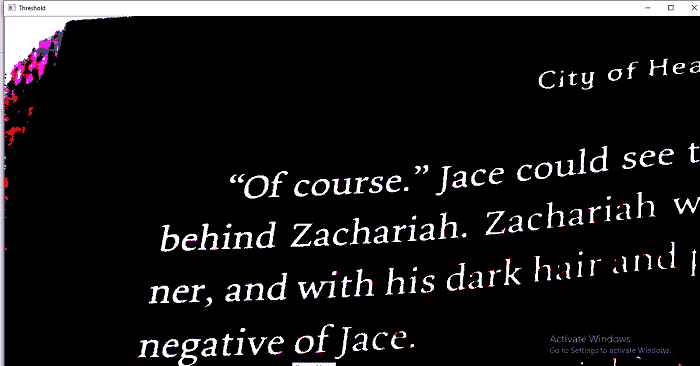 Threshold
City of Hea
“Of course.” Jace could see t
behind Zachariah. Zachariah w
ner, and with his dark hair and p
negative of Jace.
Activate Windows
Go to Settings to activate Windows.